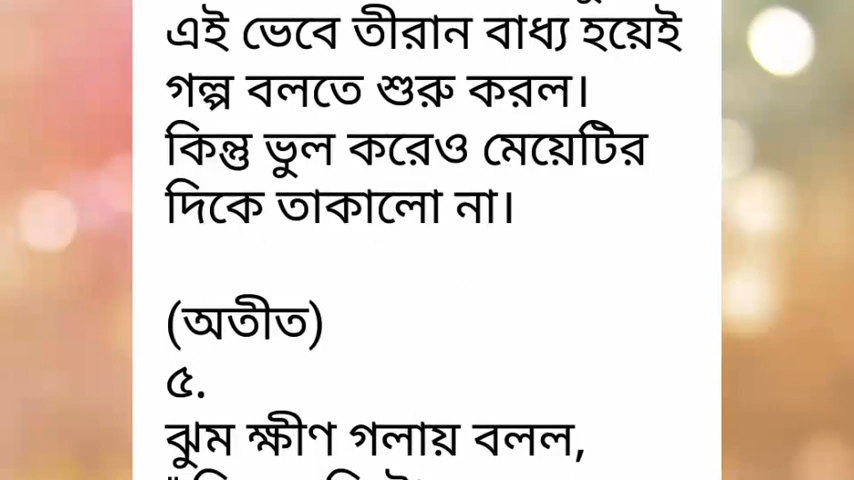 এই ভেবে তীরান বাধ্য হয়েই
গল্প বলতে শুরু করল।
কিন্তু ভুল করেও মেয়েটির
দিকে তাকালো না।
(অতীত)
৫.
ঝুম ক্ষীণ গলায় বলল,